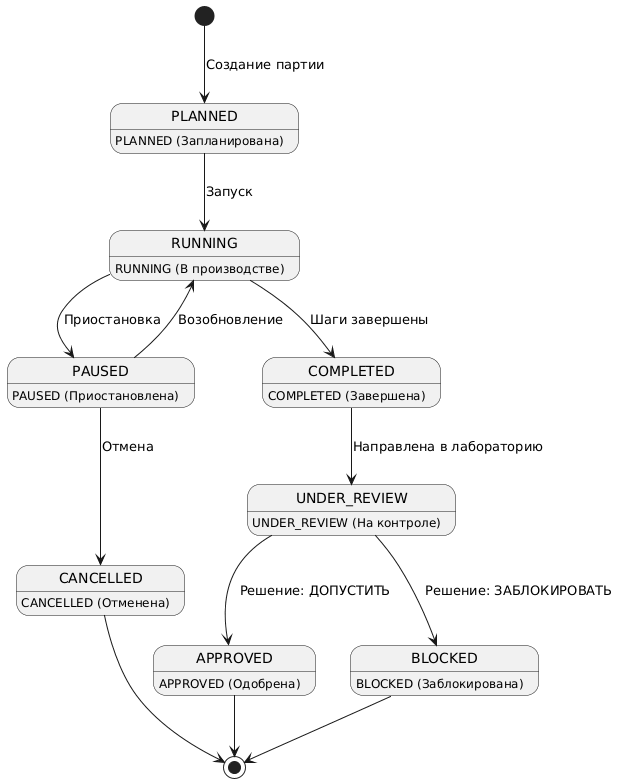 Создание партии
PLANNED
PLANNED (Запланирована)
Запуск
RUNNING
RUNNING (В производстве)
Приостановка
Возобновление
Шаги завершены
PAUSED
PAUSED (Приостановлена)
COMPLETED
COMPLETED (Завершена)
Отмена
Направлена в лабораторию
UNDER_REVIEW
UNDER_REVIEW (На контроле)
CANCELLED
CANCELLED (Отменена)
Решение: ДОПУСТИТЬ
Решение: ЗАБЛОКИРОВАТЬ
APPROVED
APPROVED (Одобрена)
BLOCKED
BLOCKED (Заблокирована)